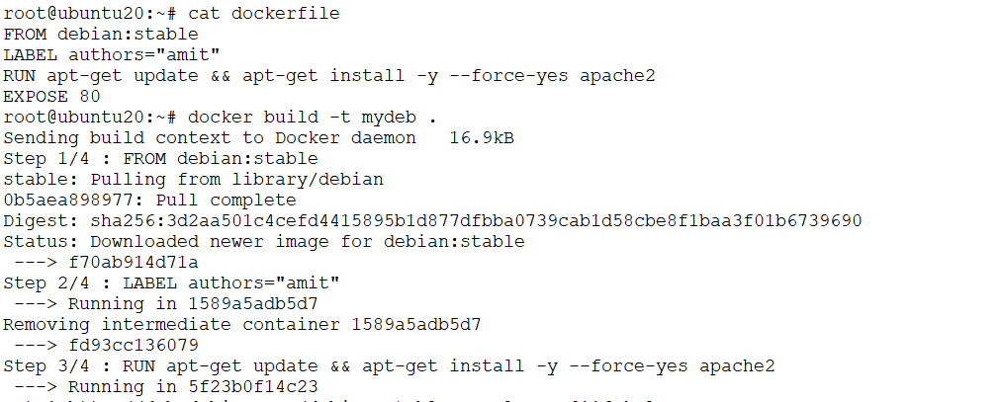 root@ubuntu20:~# cat dockerfile
FROM debian:stable
LABEL authors="amit"
RUN apt-get update && apt-get install -y --force-yes apache2
EXPOSE 80
root@ubuntu20:~# docker build -t mydeb .
Sending build context to Docker daemon   16.9kB
Step 1/4 : FROM debian:stable
stable: Pulling from library/debian
0b5aea898977: Pull complete
Digest: sha256:3d2aa501c4cefd4415895b1d877dfbba0739cab1d58cbe8f1baa3f01b6739690
Status: Downloaded newer image for debian:stable
 ---> f70ab914d71a
Step 2/4 : LABEL authors="amit"
 ---> Running in 1589a5adb5d7
Removing intermediate container 1589a5adb5d7
 ---> fd93cc136079
Step 3/4 : RUN apt-get update && apt-get install -y --force-yes apache2
 ---> Running in 5f23b0f14c23